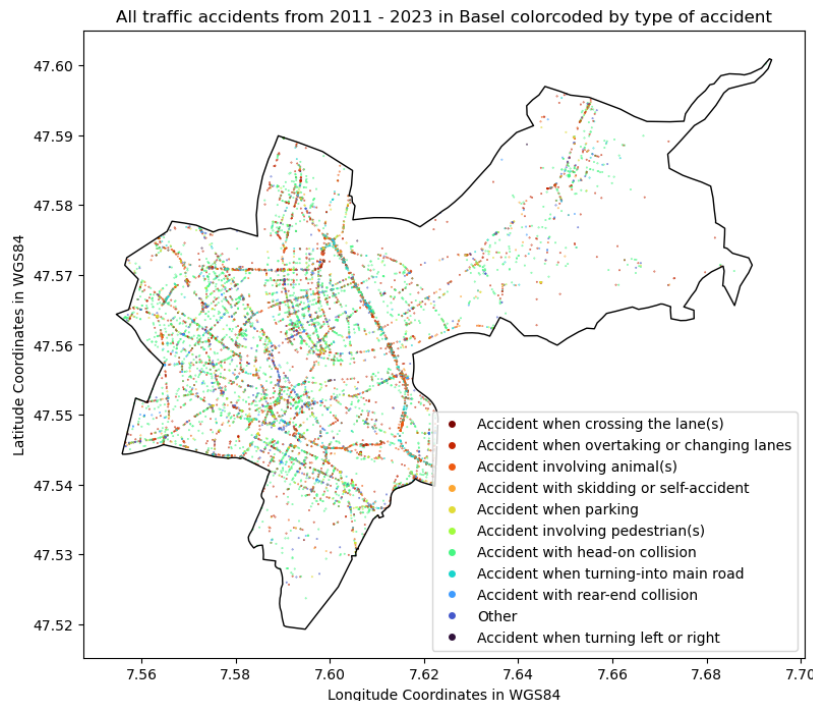 All traffic accidents from 2011 - 2023 in Basel colorcoded by type of accident
Latitude Coordinates in WGS84
47.60
47.59
47.58
47.57
47.56
47.55
47.54
47.53
47.52
Accident when crossing the lane(s)
Accident when overtaking or changing lanes
Accident involving animal(s)
Accident with skidding or self-accident
Accident when parking
Accident involving pedestrian(s)
Accident with head-on collision
Accident when turning-into main road
Accident with rear-end collision
Other
Accident when turning left or right
7.56 7.58 7.60 7.62 7.64 7.66 7.68 7.70
Longitude Coordinates in WGS84